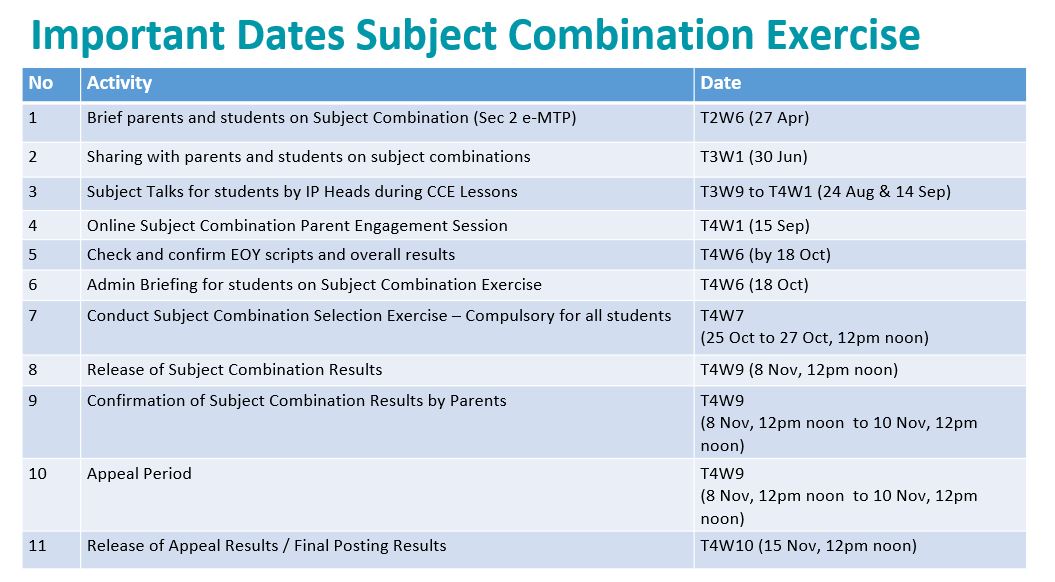 Important Dates Subject Combination Exercise
No Activity Date
1 Brief parents and students on Subject Combination (Sec 2 e-MTP) T2W6 (27 Apr)
2 Sharing with parents and students on subject combinations T3W1 (30 Jun)
3 Subject Talks for students by IP Heads during CCE Lessons T3W9 to T4W1 (24 Aug & 14 Sep)
4 Online Subject Combination Parent Engagement Session T4W1 (15 Sep)
5 Check and confirm EOY scripts and overall results T4W6 (by 18 Oct)
6 Admin Briefing for students on Subject Combination Exercise T4W6 (18 Oct)
7 Conduct Subject Combination Selection Exercise – Compulsory for all students T4W7
(25 Oct to 27 Oct, 12pm noon)
8 Release of Subject Combination Results T4W9 (8 Nov, 12pm noon)
9 Confirmation of Subject Combination Results by Parents T4W9
(8 Nov, 12pm noon to 10 Nov, 12pm
noon)
10 Appeal Period T4W9
(8 Nov, 12pm noon to 10 Nov, 12pm
noon)
11 Release of Appeal Results / Final Posting Results T4W10 (15 Nov, 12pm noon)